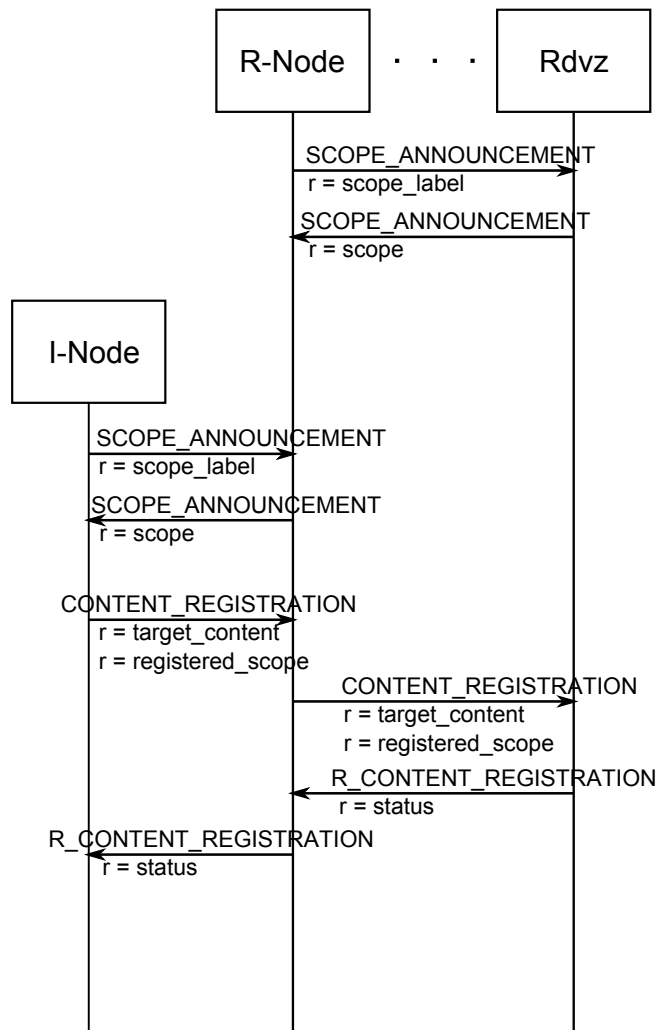 R-Node . . . Rdvz
SCOPE_ANNOUNCEMENT
r = scope_label
SCOPE_ANNOUNCEMENT
r = scope
I-Node
SCOPE_ANNOUNCEMENT
r = scope_label
SCOPE_ANNOUNCEMENT
r = scope
CONTENT_REGISTRATION
r = target_content
r = registered_scope
CONTENT_REGISTRATION
r = target_content
r = registered_scope
R_CONTENT_REGISTRATION
r = status
R_CONTENT_REGISTRATION
r = status